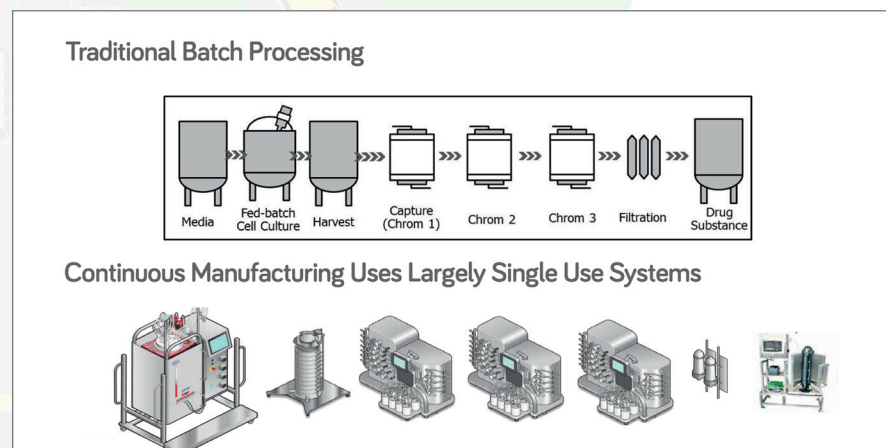 Traditional Batch Processing
Media
Fed-batch
Cell Culture
Harvest
Capture
(Chrom 1)
Chrom 2
Chrom 3
Filtration
Drug
Substance
Continuous Manufacturing Uses Largely Single Use Systems